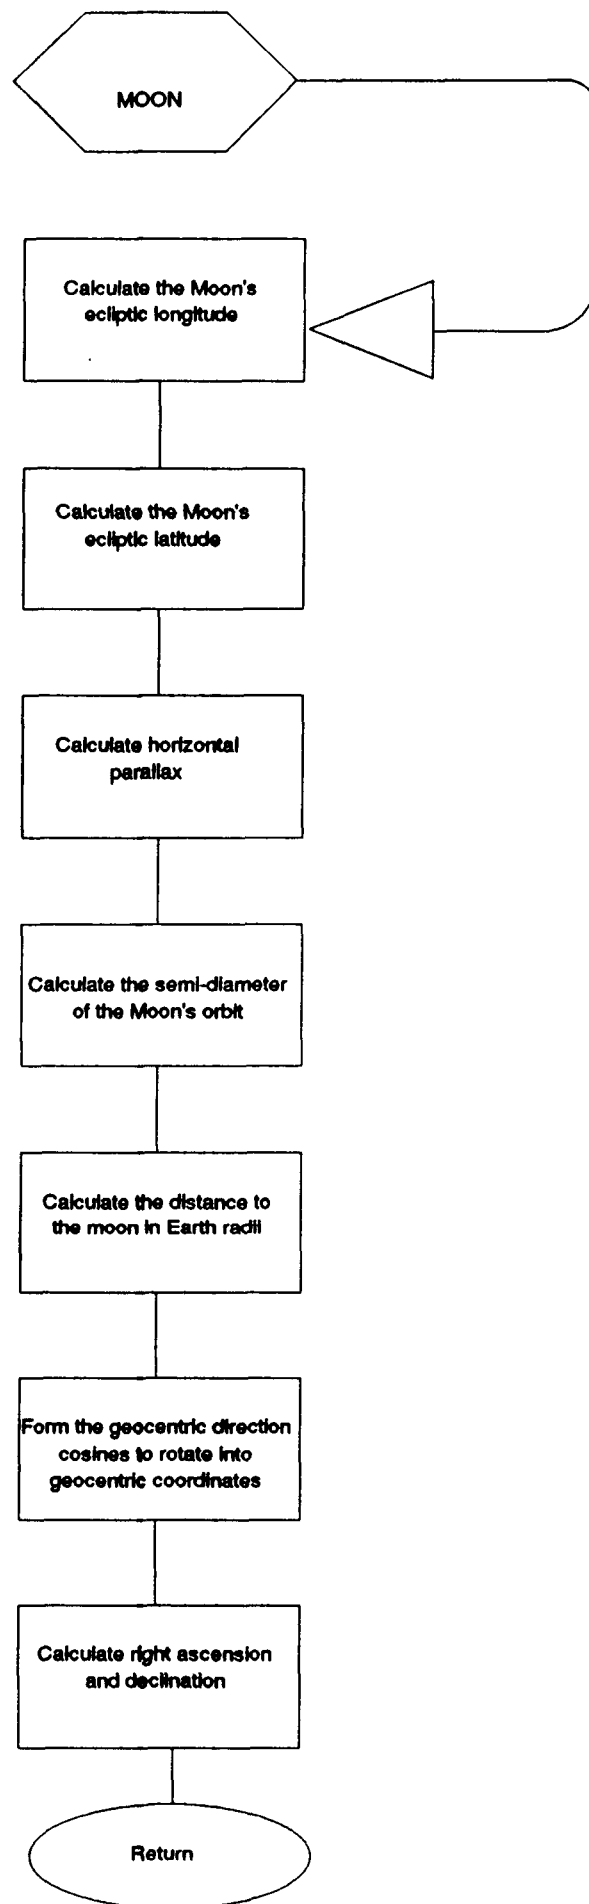 MOON
Calculate the Moon's
ecliptic longitude
Calculate the Moon's
ecliptic latitude
Calculate horizontal
parallax
Calculate the semi-diameter
of the Moon's orbit
Calculate the distance to
the moon in Earth radii
Form the geocentric direction
cosines to rotate into
geocentric coordinates
Calculate right ascension
and declination
Return